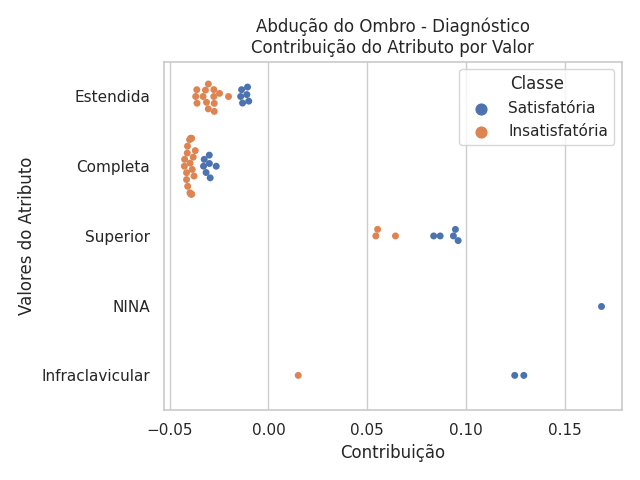 Abdução do Ombro - Diagnóstico
Contribuição do Atributo por Valor
Classe
Satisfatória
Insatisfatória
Valores do Atributo
Estendida
Completa
Superior
NINA
Infraclavicular
−0.05
0.00
0.05
0.10
0.15
Contribuição